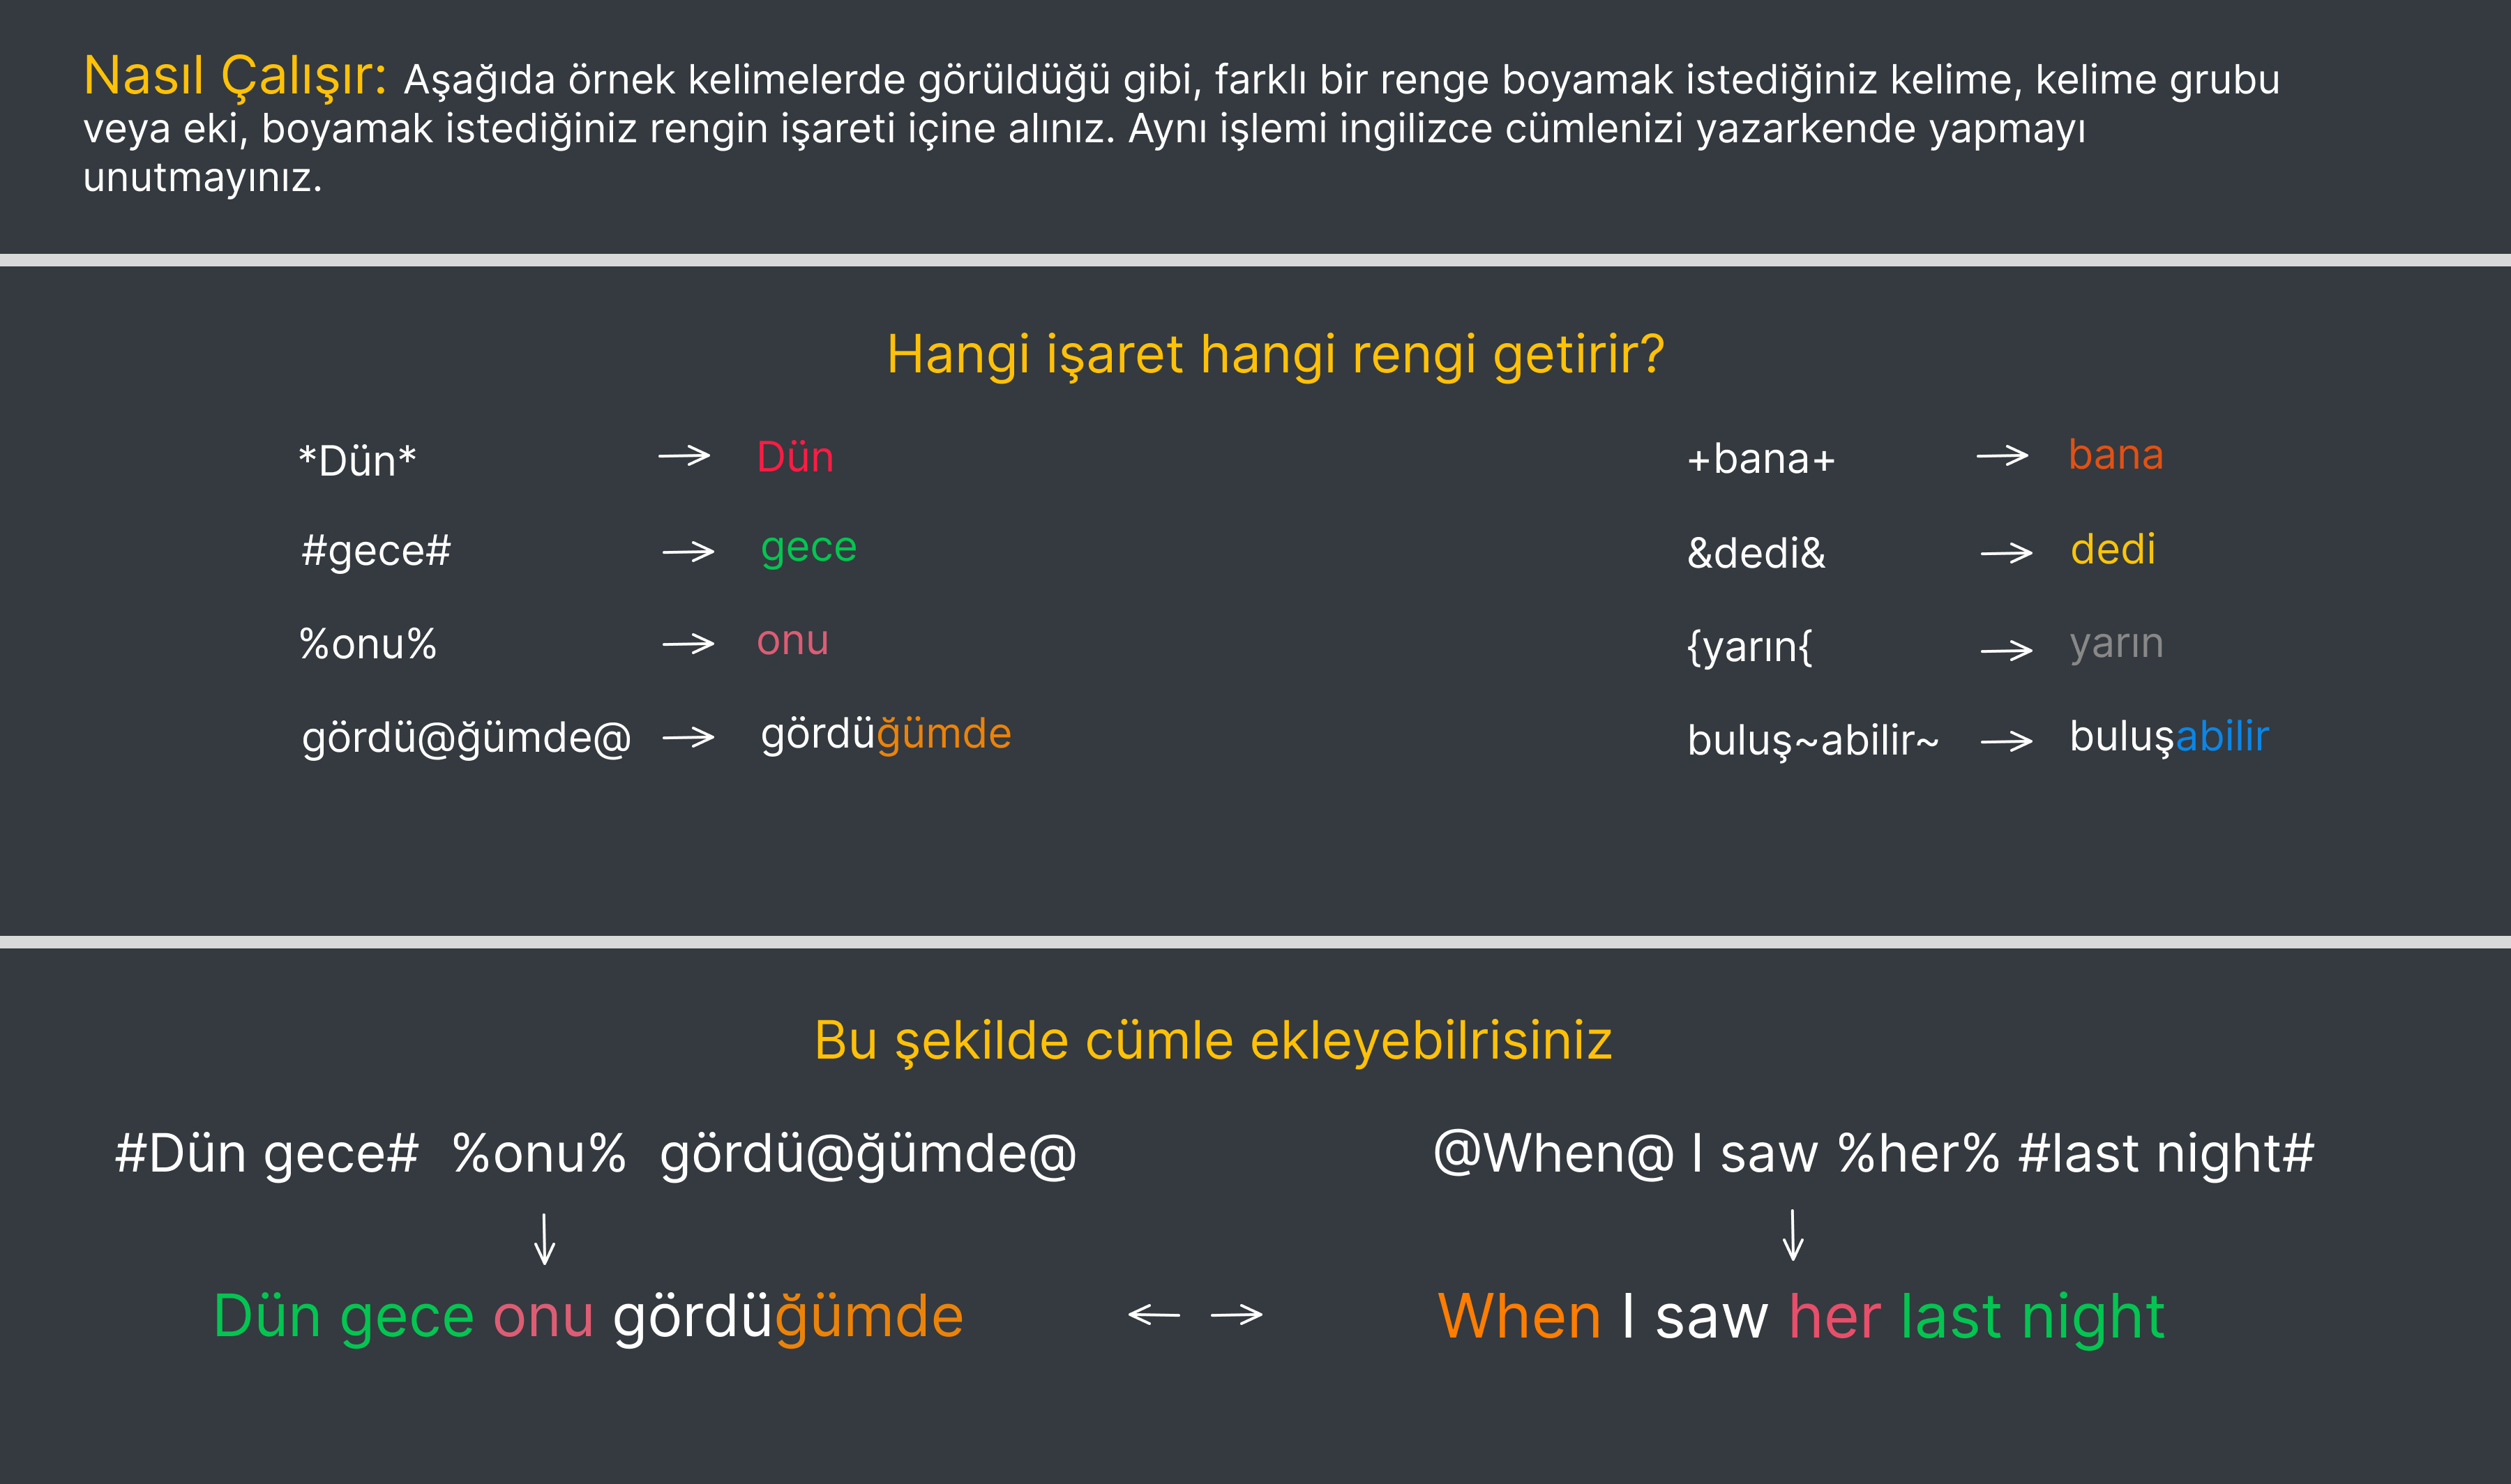 Nasıl Çalışır: Aşağıda örnek kelimelerde görüldüğü gibi, farklı bir renge boyamak istediğiniz kelime, kelime grubu
veya eki, boyamak istediğiniz rengin işareti içine alınız. Aynı işlemi ingilizce cümlenizi yazarkende yapmayı
unutmayınız.
Hangi işaret hangi rengi getirir?
*Dün* → Dün
#gece# → gece
%onu% → onu
gördü@ğümde@ → gördüğümde
+bana+ → bana
&dedi& → dedi
{yarın{ → yarın
buluş~abilir~ → buluşabilir
Bu şekilde cümle ekleyebilrisiniz
#Dün gece# %onu% gördü@ğümde@
↓
Dün gece onu gördüğümde
← →
@When@ I saw %her% #last night#
↓
When I saw her last night